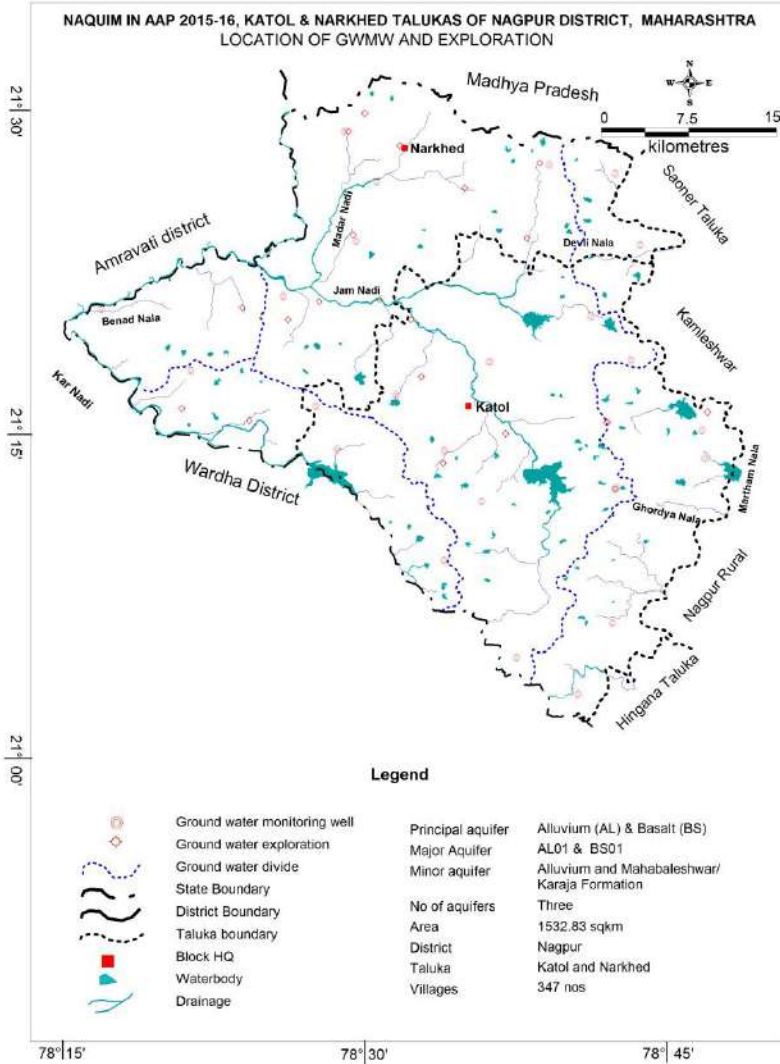 NAQUIM IN AAP 2015-16, KATOL & NARKHED TALUKAS OF NAGPUR DISTRICT, MAHARASHTRA
LOCATION OF GWMW AND EXPLORATION
Madhya Pradesh
N
W E
S
0 7.5 15
kilometres
21° 30'
Narkhed
Saoner Taluka
Madar Nadi
Amravati district
Devli Nala
Jam Nadi
Benad Nala
Kamleshwar
Kar Nadi
Katol
21° 15'
Wardha District
Martham Nala
Ghordya Nala
Nagpur Rural
Hingana Taluka
21° 00'
Legend
Ground water monitoring well
Ground water exploration
Ground water divide
State Boundary
District Boundary
Taluka boundary
Block HQ
Waterbody
Drainage
Principal aquifer Alluvium (AL) & Basalt (BS)
Major Aquifer AL01 & BS01
Minor aquifer Alluvium and Mahabaleshwar/
Karaja Formation
No of aquifers Three
Area 1532.83 sqkm
District Nagpur
Taluka Katol and Narkhed
Villages 347 nos
78° 15' 78° 30' 78° 45'